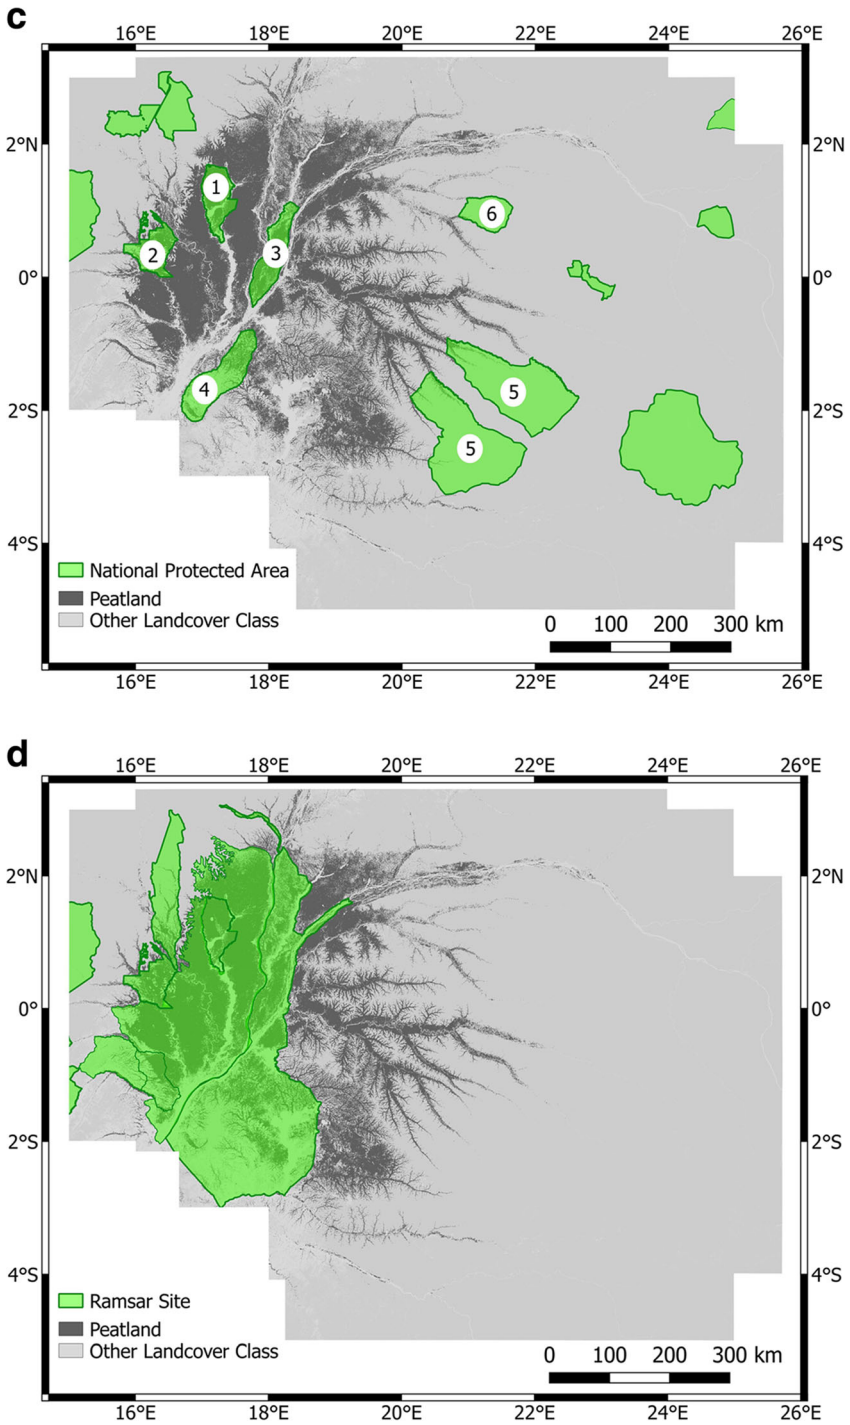 c
16°E 18°E 20°E 22°E 24°E 26°E
2°N 2°N
1
6
2
3
0° 0°
4
5
2°S 2°S
5
4°S 4°S
National Protected Area
Peatland
Other Landcover Class
0 100 200 300 km
16°E 18°E 20°E 22°E 24°E 26°E
d
16°E 18°E 20°E 22°E 24°E 26°E
2°N 2°N
0° 0°
2°S 2°S
4°S 4°S
Ramsar Site
Peatland
Other Landcover Class
0 100 200 300 km
16°E 18°E 20°E 22°E 24°E 26°E